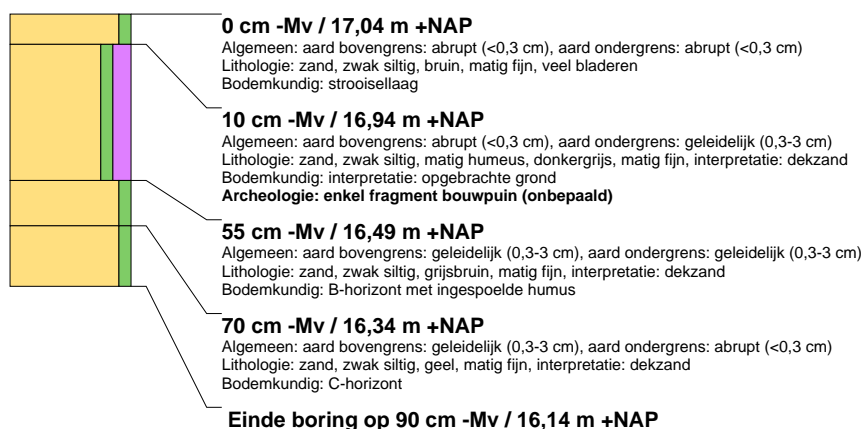 0 cm -Mv / 17,04 m +NAP
Algemeen: aard bovengrens: abrupt (<0,3 cm), aard ondergrens: abrupt (<0,3 cm)
Lithologie: zand, zwak siltig, bruin, matig fijn, veel bladeren
Bodemkundig: strooisellaag
10 cm -Mv / 16,94 m +NAP
Algemeen: aard bovengrens: abrupt (<0,3 cm), aard ondergrens: geleidelijk (0,3-3 cm)
Lithologie: zand, zwak siltig, matig humeus, donkergrijs, matig fijn, interpretatie: dekzand
Bodemkundig: interpretatie: opgebrachte grond
Archeologie: enkel fragment bouwpuin (onbepaald)
55 cm -Mv / 16,49 m +NAP
Algemeen: aard bovengrens: geleidelijk (0,3-3 cm), aard ondergrens: geleidelijk (0,3-3 cm)
Lithologie: zand, zwak siltig, grijsbruin, matig fijn, interpretatie: dekzand
Bodemkundig: B-horizont met ingespoelde humus
70 cm -Mv / 16,34 m +NAP
Algemeen: aard bovengrens: geleidelijk (0,3-3 cm), aard ondergrens: abrupt (<0,3 cm)
Lithologie: zand, zwak siltig, geel, matig fijn, interpretatie: dekzand
Bodemkundig: C-horizont
Einde boring op 90 cm -Mv / 16,14 m +NAP